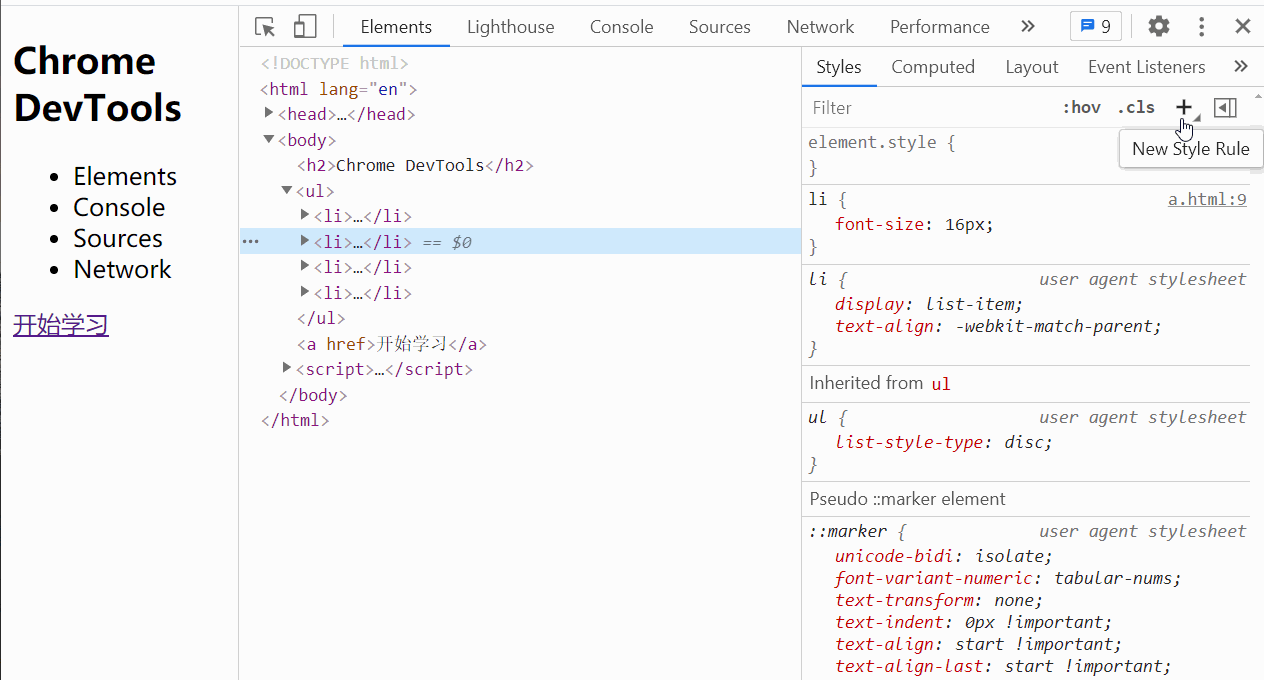 Chrome
DevTools
Elements
Console
Sources
Network
开始学习
Elements Lighthouse Console Sources Network Performance » 9
<!DOCTYPE html>
<html lang="en">
<head>…</head>
<body>
<h2>Chrome DevTools</h2>
<ul>
<li>…</li>
<li>…</li> == $0
<li>…</li>
<li>…</li>
</ul>
<a href>开始学习</a>
<script>…</script>
</body>
</html>
Styles Computed Layout Event Listeners »
Filter :hov .cls +
New Style Rule
element.style {
}
li { a.html:9
font-size: 16px;
}
li { user agent stylesheet
display: list-item;
text-align: -webkit-match-parent;
}
Inherited from ul
ul { user agent stylesheet
list-style-type: disc;
}
Pseudo ::marker element
::marker { user agent stylesheet
unicode-bidi: isolate;
font-variant-numeric: tabular-nums;
text-transform: none;
text-indent: 0px !important;
text-align: start !important;
text-align-last: start !important;